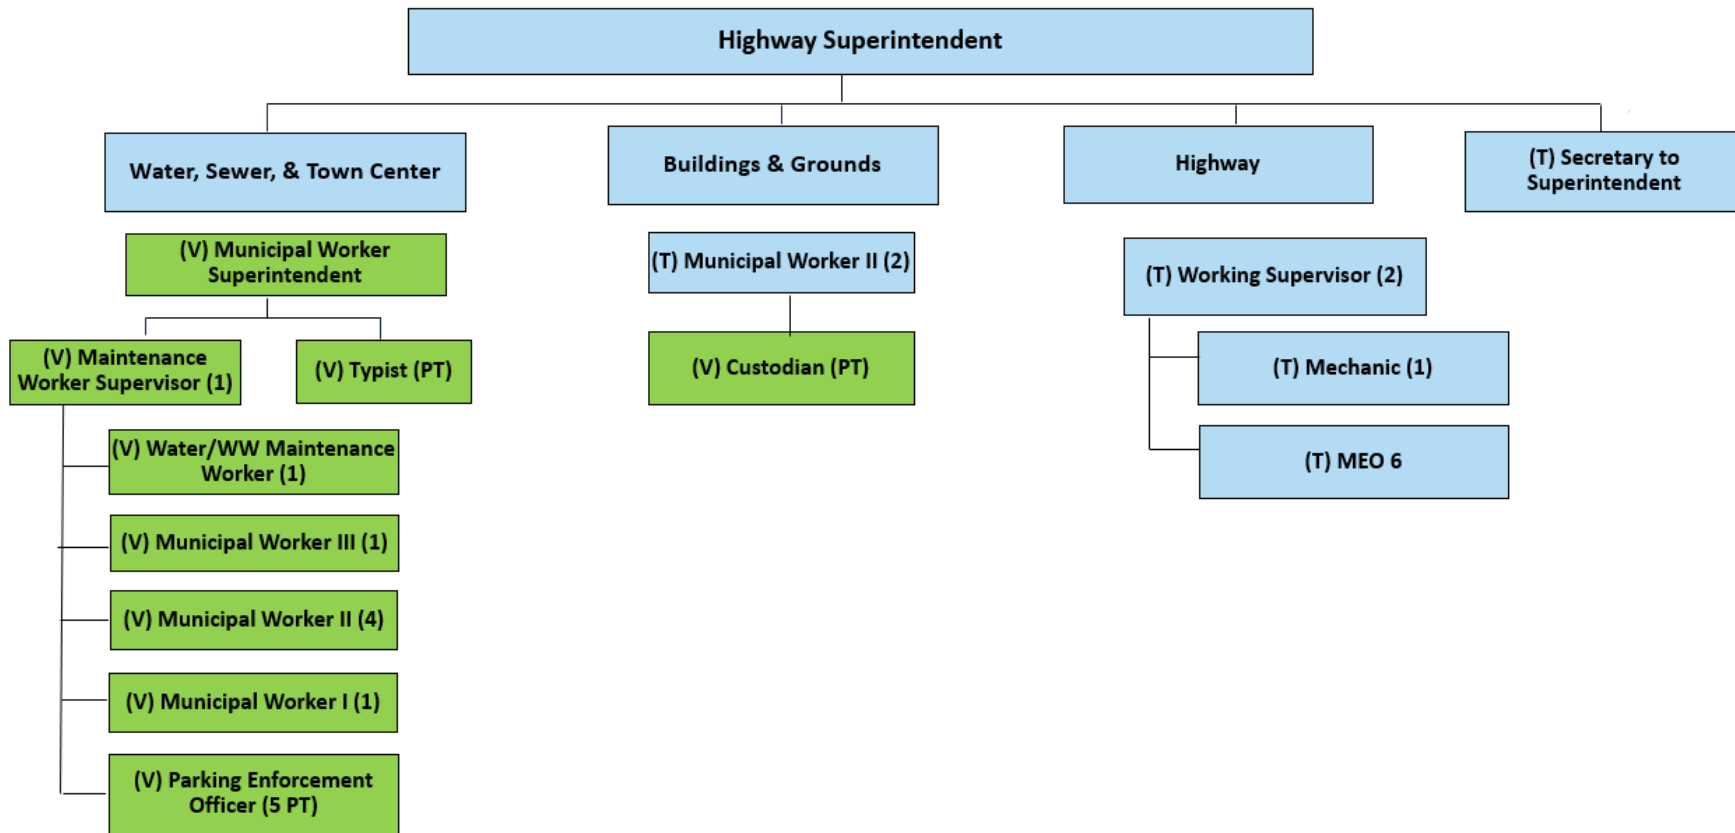 Highway Superintendent
Water, Sewer, & Town Center
Buildings & Grounds
Highway
(T) Secretary to
Superintendent
(V) Municipal Worker
Superintendent
(T) Municipal Worker II (2)
(T) Working Supervisor (2)
(V) Maintenance
Worker Supervisor (1)
(V) Typist (PT)
(V) Custodian (PT)
(T) Mechanic (1)
(V) Water/WW Maintenance
Worker (1)
(T) MEO 6
(V) Municipal Worker III (1)
(V) Municipal Worker II (4)
(V) Municipal Worker I (1)
(V) Parking Enforcement
Officer (5 PT)